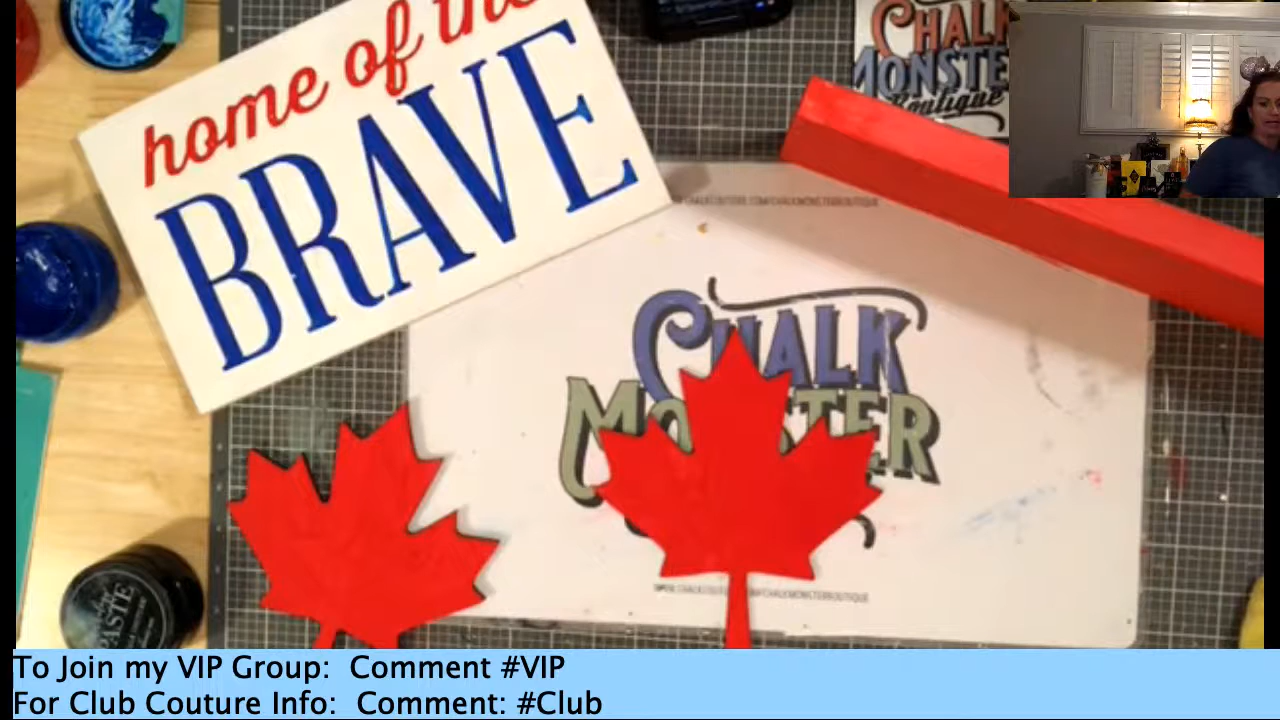 home of the
BRAVE
CHALK
MONSTE
Boutique
CHALK
MONSTER
PASTE
To Join my VIP Group: Comment #VIP
For Club Couture Info: Comment: #Club